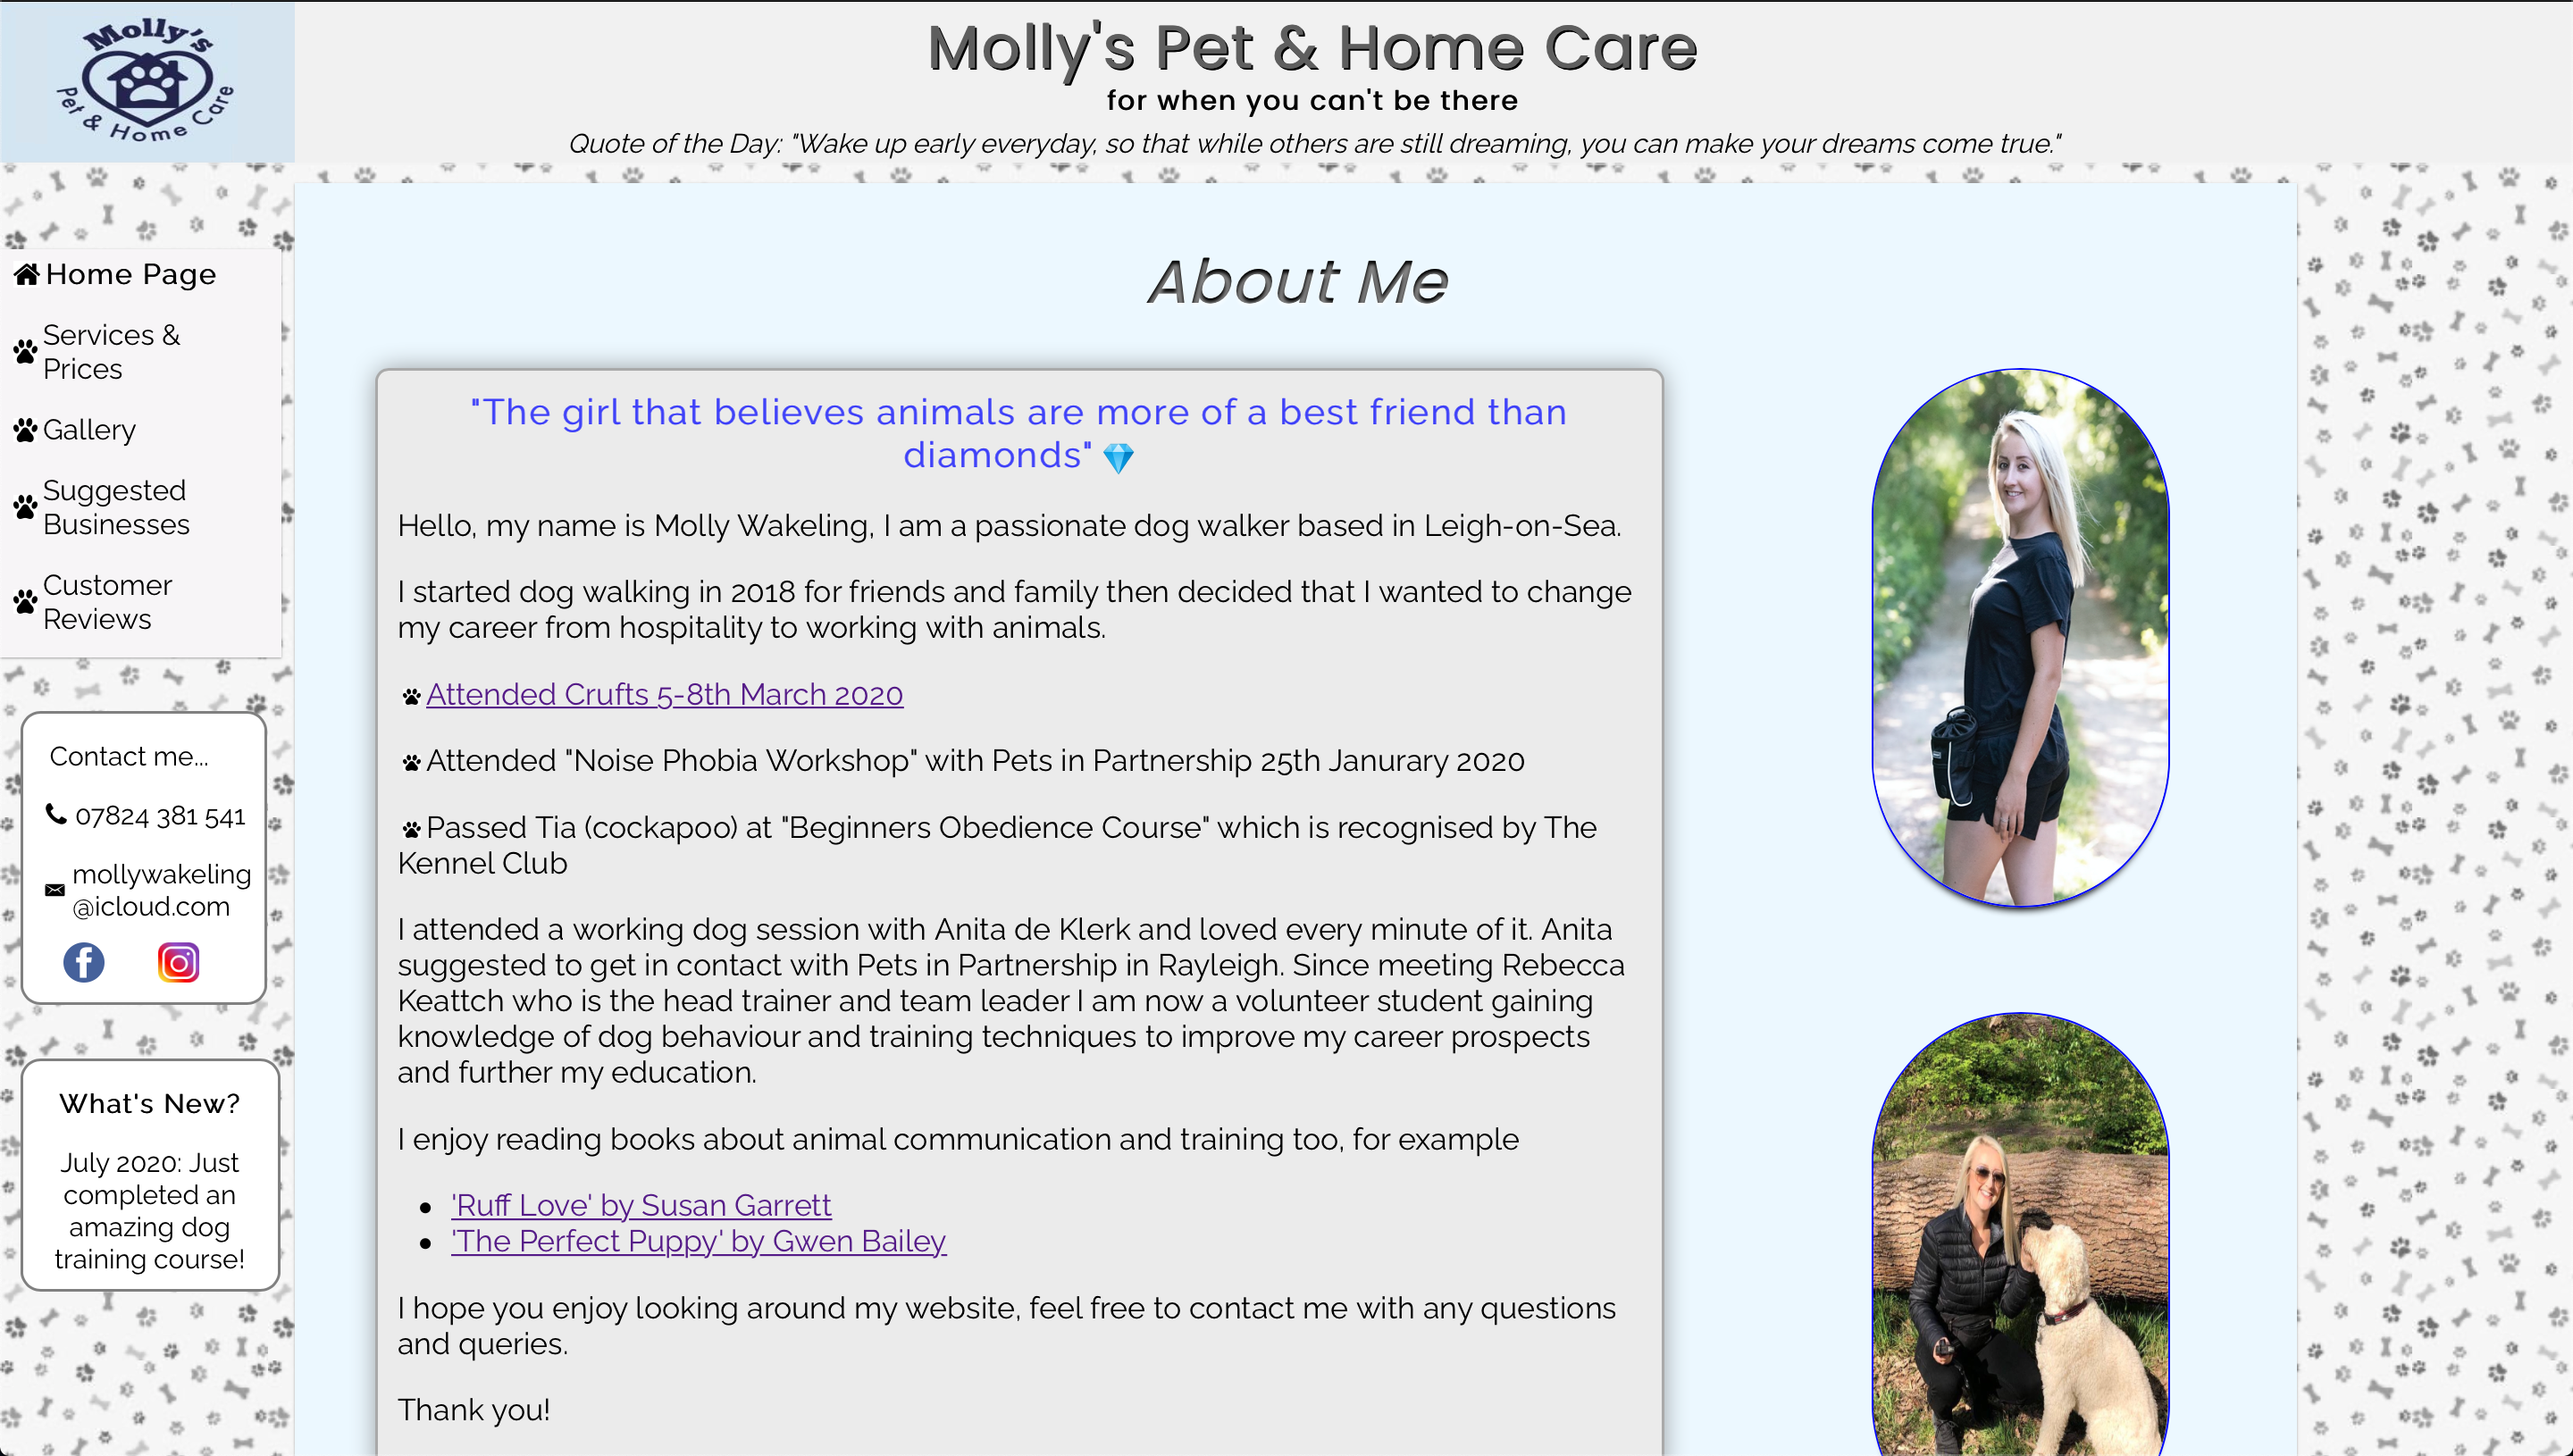 Molly's
Pet & Home Care
Molly's Pet & Home Care
for when you can't be there
Quote of the Day: "Wake up early everyday, so that while others are still dreaming, you can make your dreams come true."
Home Page
Services &
Prices
Gallery
Suggested
Businesses
Customer
Reviews
Contact me...
07824 381 541
mollywakeling
@icloud.com
What's New?
July 2020: Just
completed an
amazing dog
training course!
About Me
"The girl that believes animals are more of a best friend than
diamonds" 💎
Hello, my name is Molly Wakeling, I am a passionate dog walker based in Leigh-on-Sea.
I started dog walking in 2018 for friends and family then decided that I wanted to change
my career from hospitality to working with animals.
Attended Crufts 5-8th March 2020
Attended "Noise Phobia Workshop" with Pets in Partnership 25th Janurary 2020
Passed Tia (cockapoo) at "Beginners Obedience Course" which is recognised by The
Kennel Club
I attended a working dog session with Anita de Klerk and loved every minute of it. Anita
suggested to get in contact with Pets in Partnership in Rayleigh. Since meeting Rebecca
Keattch who is the head trainer and team leader I am now a volunteer student gaining
knowledge of dog behaviour and training techniques to improve my career prospects
and further my education.
I enjoy reading books about animal communication and training too, for example
• 'Ruff Love' by Susan Garrett
• 'The Perfect Puppy' by Gwen Bailey
I hope you enjoy looking around my website, feel free to contact me with any questions
and queries.
Thank you!